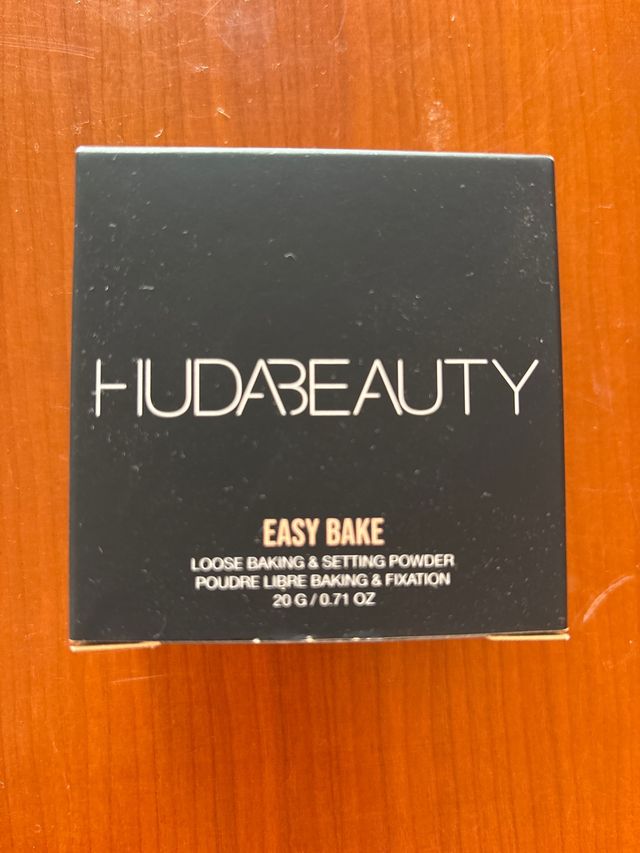 HUDABEAUTY
EASY BAKE
LOOSE BAKING & SETTING POWDER
POUDRE LIBRE BAKING & FIXATION
20 G / 0.71 OZ